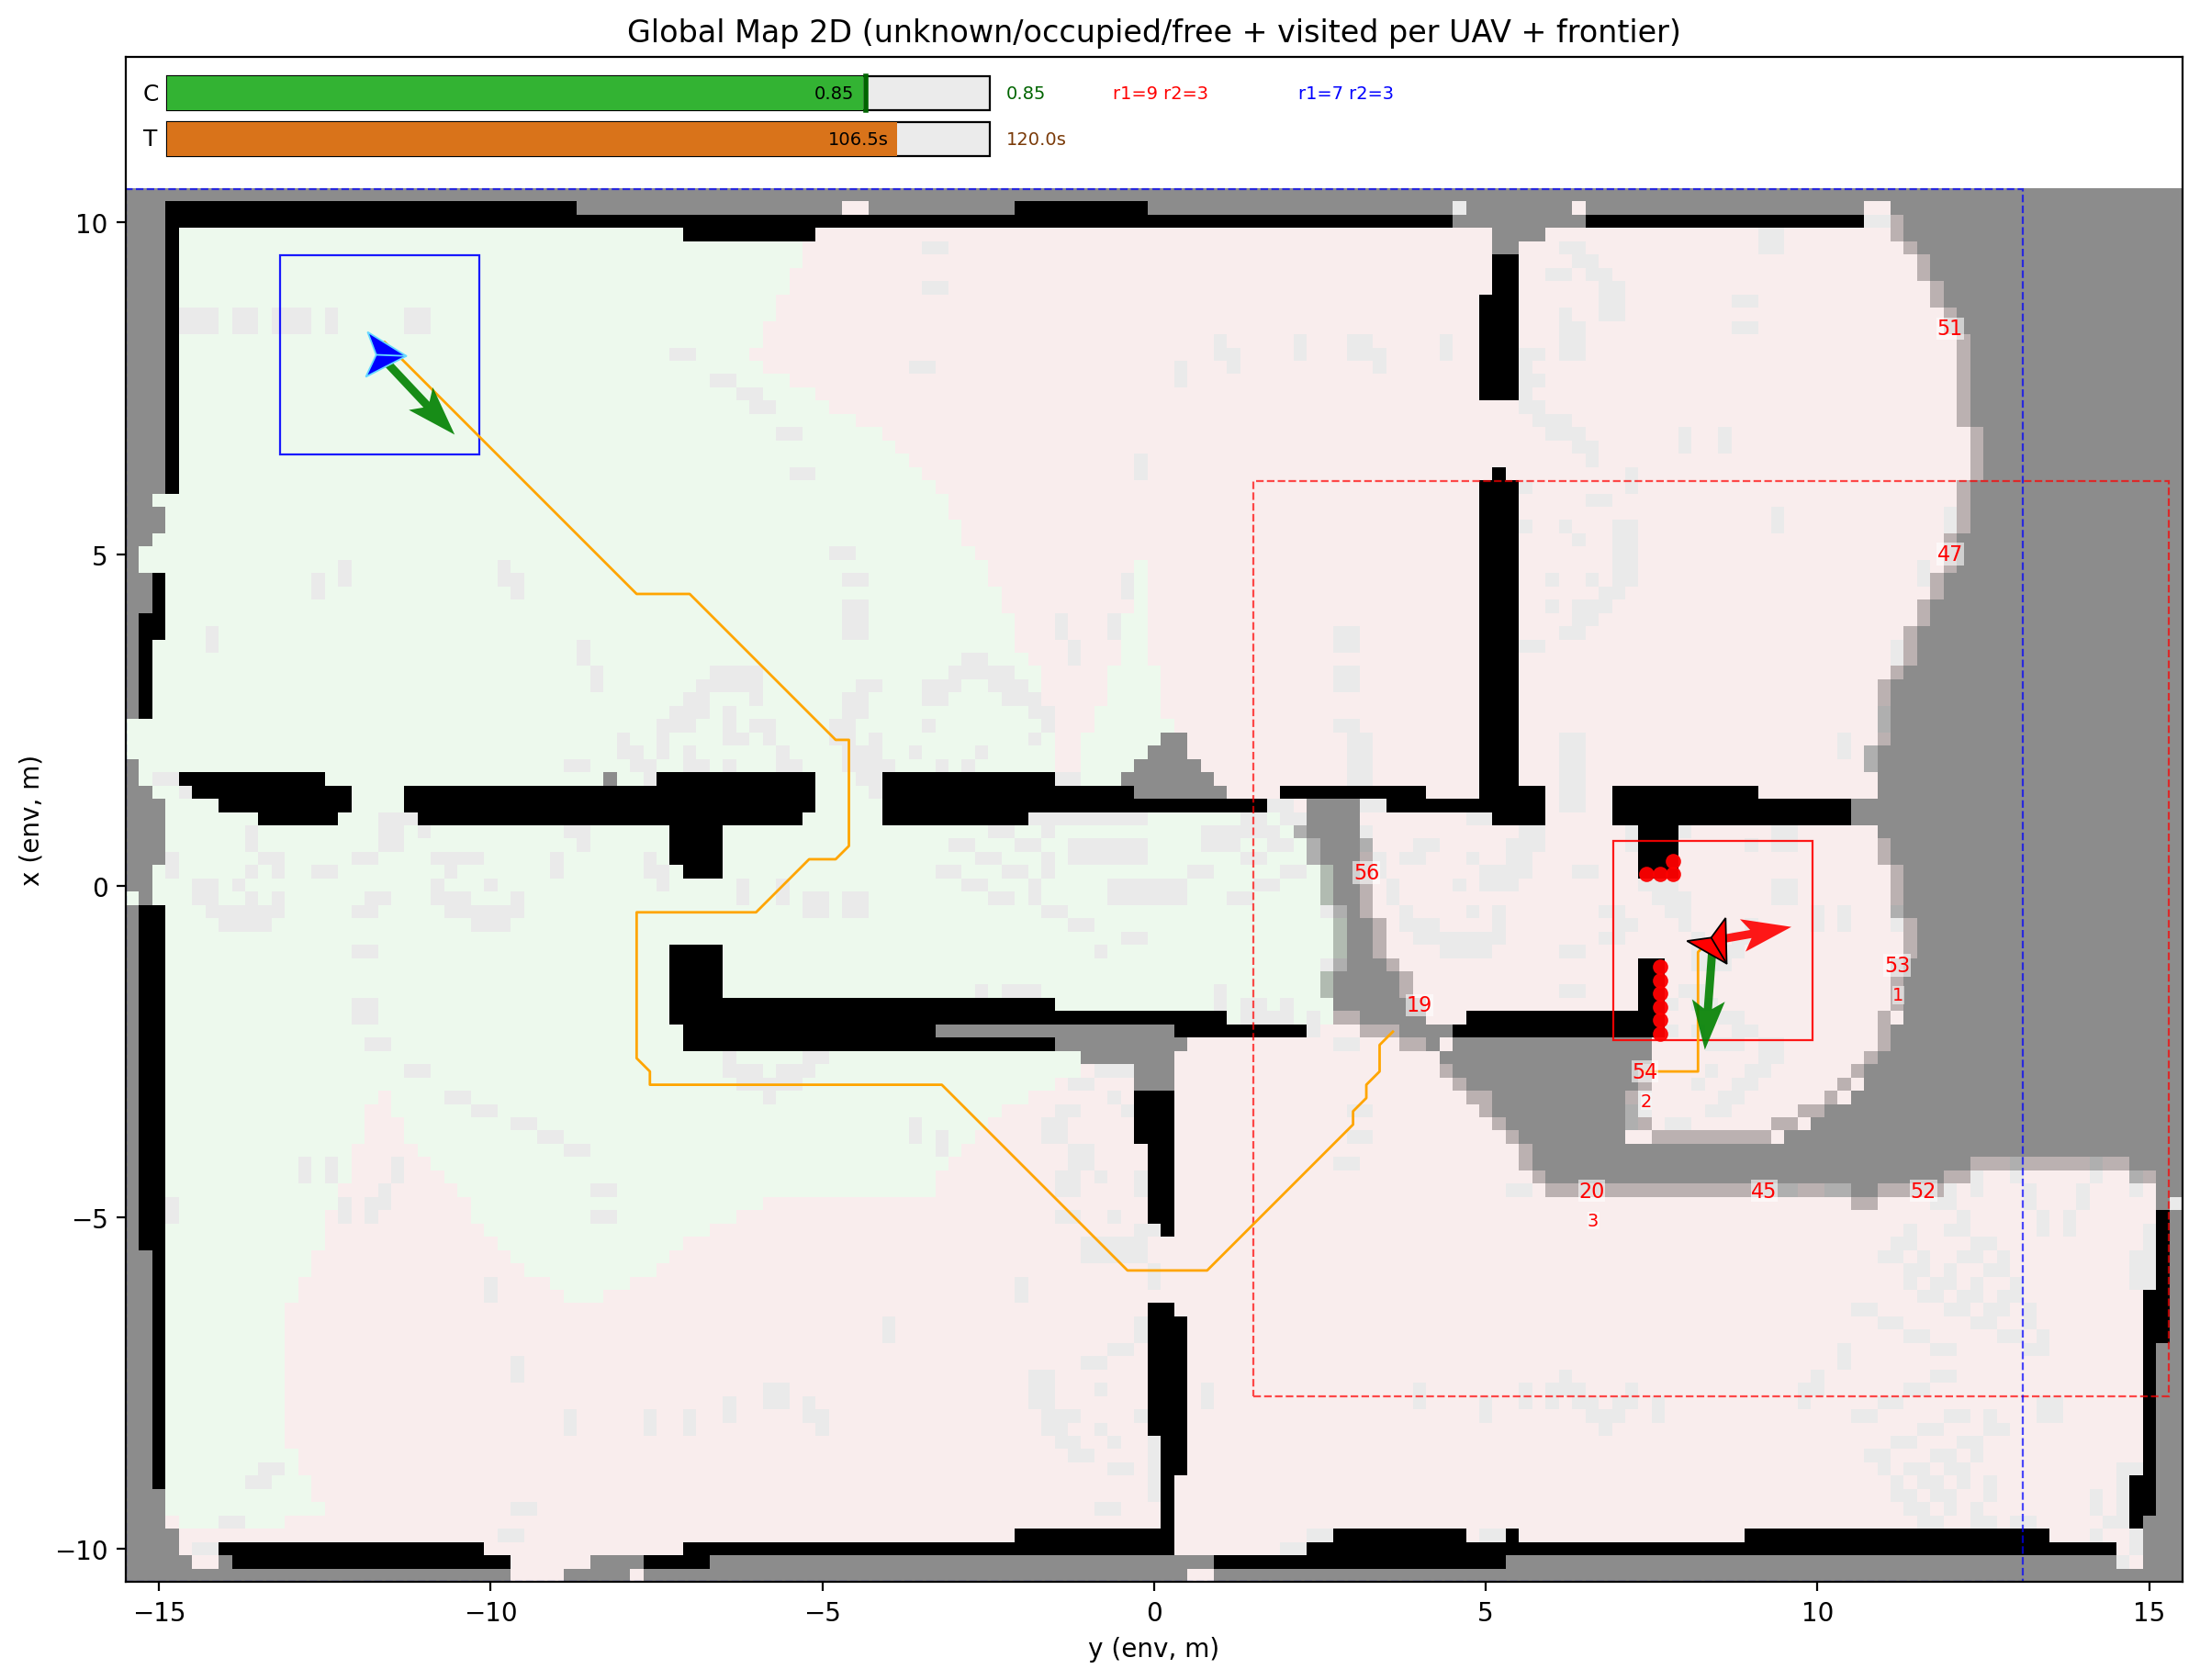 Global Map 2D (unknown/occupied/free + visited per UAV + frontier)
C 0.85 0.85 r1=9 r2=3 r1=7 r2=3
T 106.5s 120.0s
10
5
0
−5
−10
x (env, m)
51
47
56
19
53
1
54
2
20
3
45
52
−15 −10 −5 0 5 10 15
y (env, m)